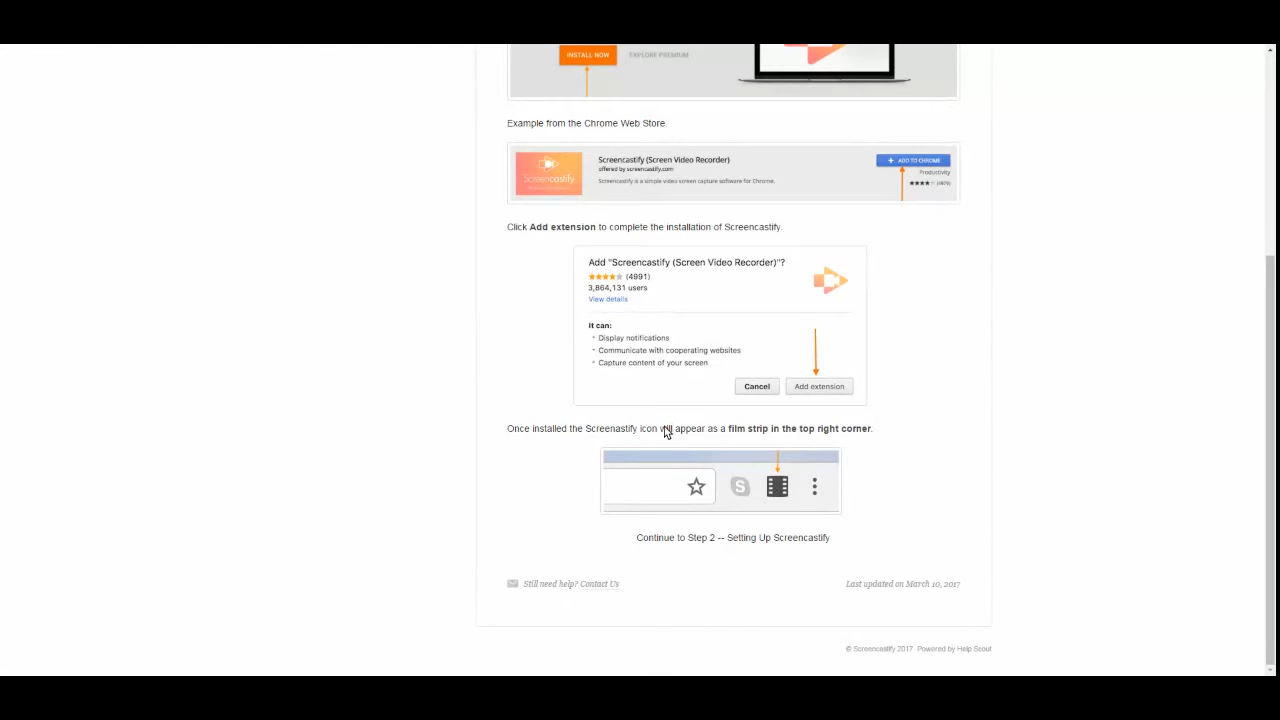 INSTALL NOW
EXPLORE PREMIUM
Example from the Chrome Web Store.
Screencastify
Screencastify (Screen Video Recorder)
offered by screencastify.com
Screencastify is a simple video screen capture software for Chrome.
+ ADD TO CHROME
Productivity
★★★★☆
Click Add extension to complete the installation of Screencastify.
Add "Screencastify (Screen Video Recorder)"?
(4991)
3,864,131 users
View details
It can:
• Display notifications
• Communicate with cooperating websites
• Capture content of your screen
Cancel
Add extension
Once installed the Screenastify icon will appear as a film strip in the top right corner.
S
Continue to Step 2 -- Setting Up Screencastify
Still need help? Contact Us
Last updated on March 10, 2017
© Screencastify 2017 Powered by Help Scout